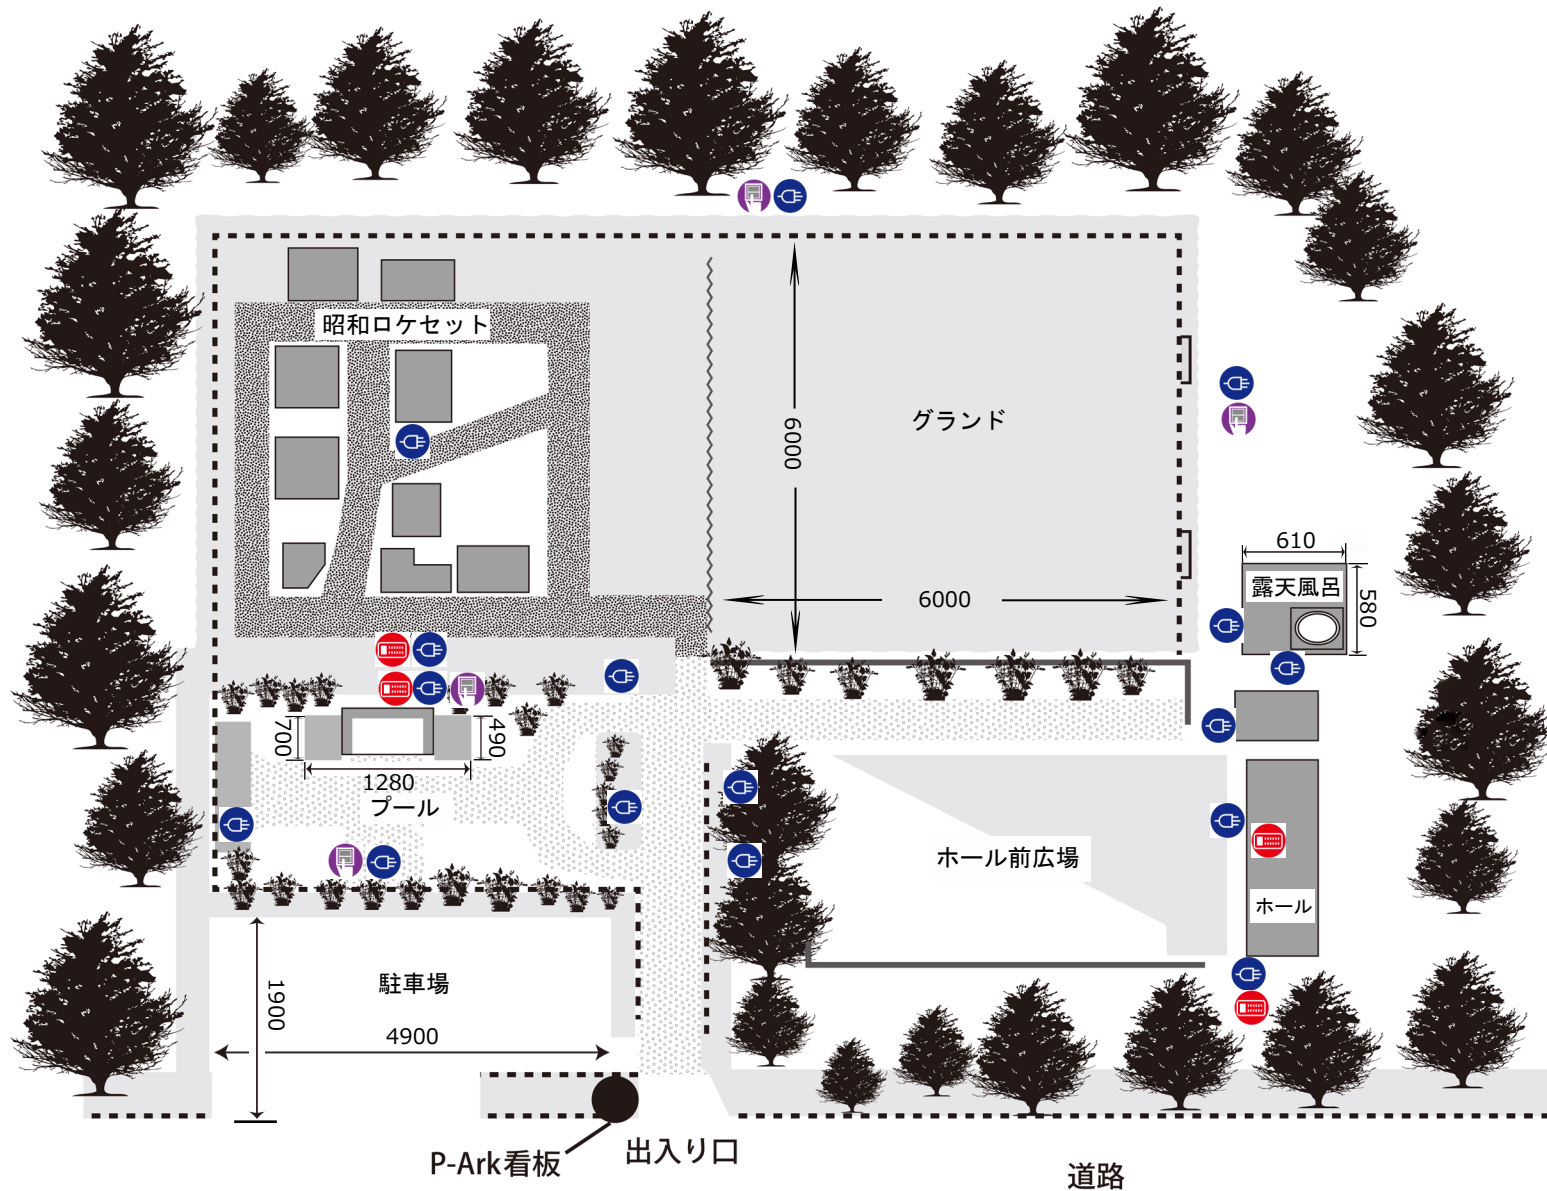 昭和ロケセット
6000
グランド
6000
610
露天風呂
580
700
490
1280
プール
ホール前広場
ホール
駐車場
1900
4900
P-Ark看板
出入り口
道路